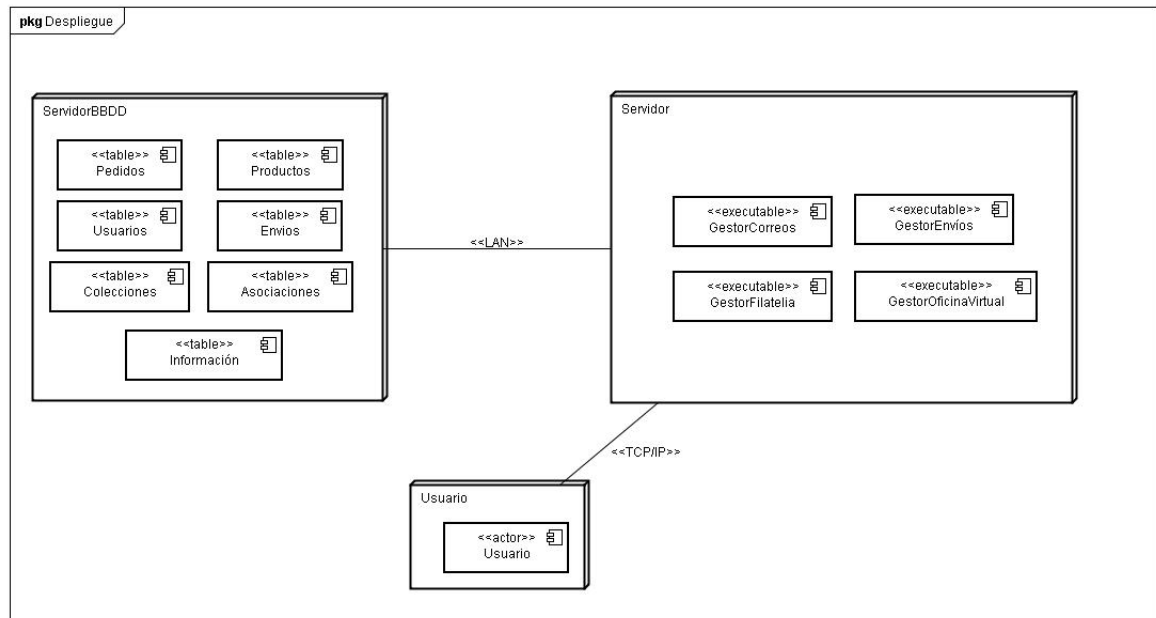 pkg Despliegue
ServidorBBDD
<<table>>
Pedidos
<<table>>
Productos
<<table>>
Usuarios
<<table>>
Envios
<<table>>
Colecciones
<<table>>
Asociaciones
<<table>>
Información
<<LAN>>
Servidor
<<executable>>
GestorCorreos
<<executable>>
GestorEnvíos
<<executable>>
GestorFilatelia
<<executable>>
GestorOficinaVirtual
<<TCP/IP>>
Usuario
<<actor>>
Usuario